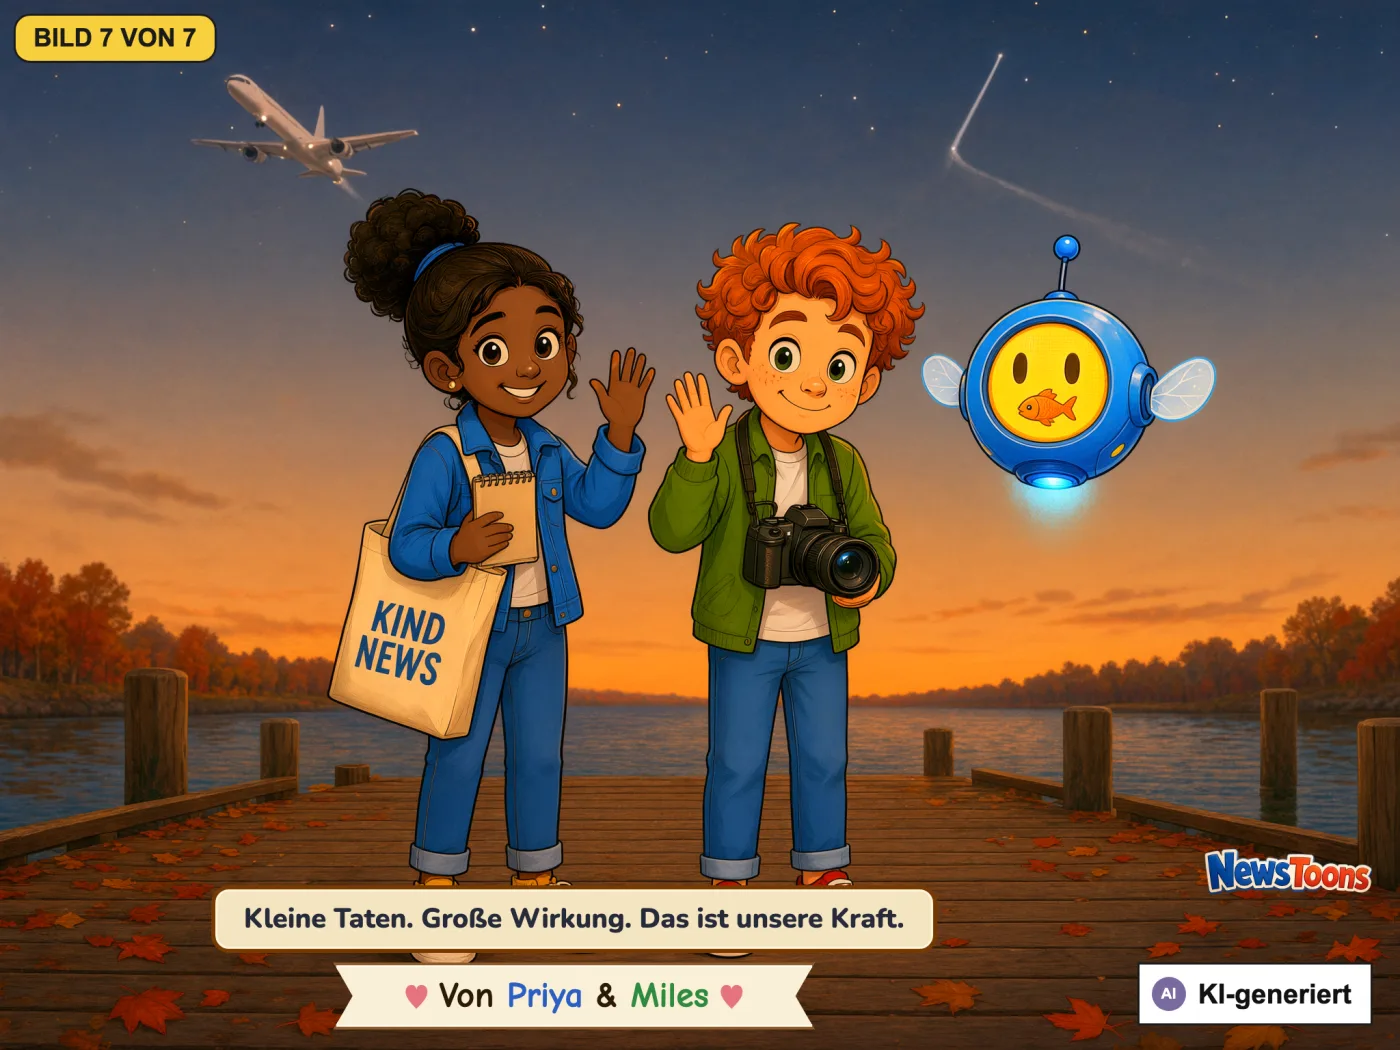 BILD 7 VON 7
KIND
NEWS
NewsToons
Kleine Taten. Große Wirkung. Das ist unsere Kraft.
Von Priya & Miles
AI KI-generiert